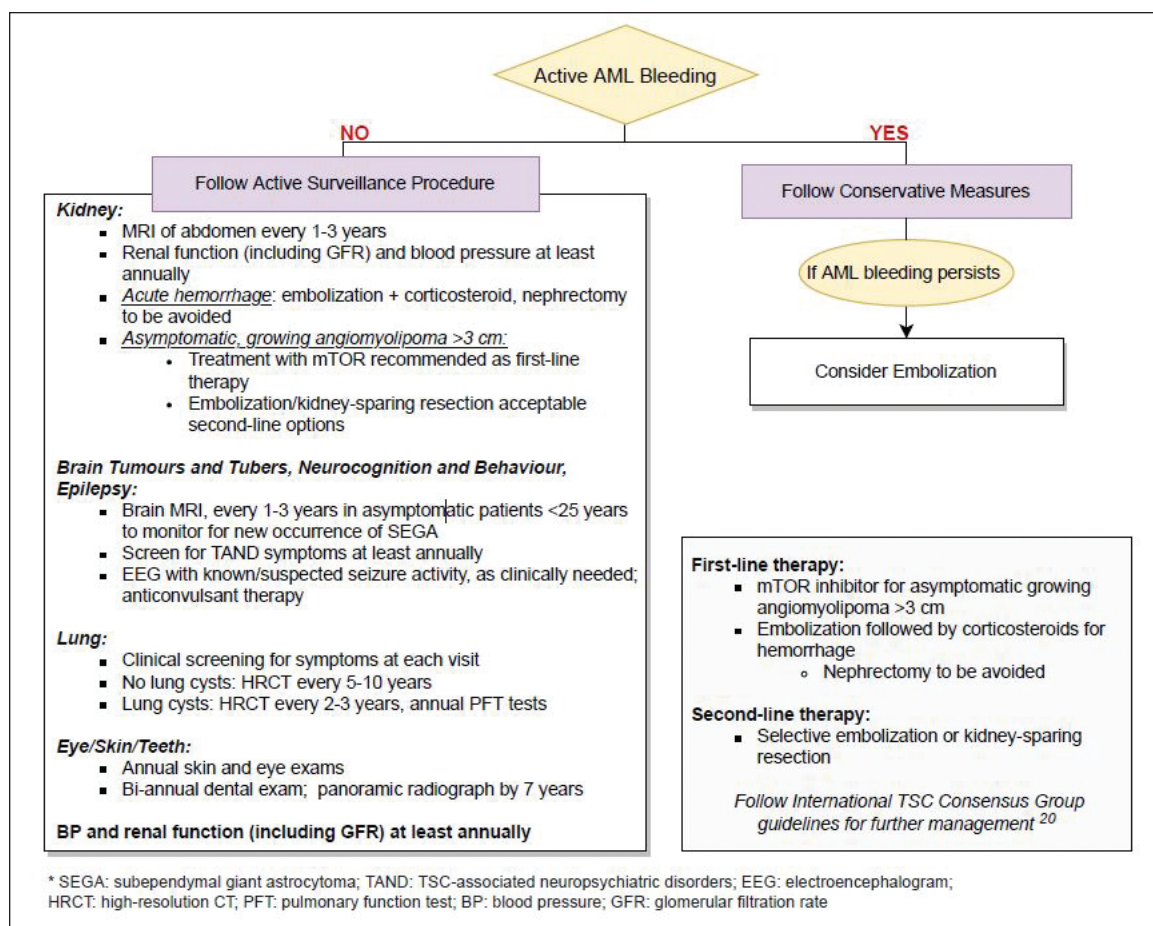 Active AML Bleeding
NO
YES
Follow Active Surveillance Procedure
Kidney:
▪ MRI of abdomen every 1-3 years
▪ Renal function (including GFR) and blood pressure at least
annually
▪ Acute hemorrhage: embolization + corticosteroid, nephrectomy
to be avoided
▪ Asymptomatic, growing angiomyolipoma >3 cm:
• Treatment with mTOR recommended as first-line
therapy
• Embolization/kidney-sparing resection acceptable
second-line options
Brain Tumours and Tubers, Neurocognition and Behaviour,
Epilepsy:
▪ Brain MRI, every 1-3 years in asymptomatic patients <25 years
to monitor for new occurrence of SEGA
▪ Screen for TAND symptoms at least annually
▪ EEG with known/suspected seizure activity, as clinically needed;
anticonvulsant therapy
Lung:
▪ Clinical screening for symptoms at each visit
▪ No lung cysts: HRCT every 5-10 years
▪ Lung cysts: HRCT every 2-3 years, annual PFT tests
Eye/Skin/Teeth:
▪ Annual skin and eye exams
▪ Bi-annual dental exam; panoramic radiograph by 7 years
BP and renal function (including GFR) at least annually
Follow Conservative Measures
If AML bleeding persists
Consider Embolization
First-line therapy:
▪ mTOR inhibitor for asymptomatic growing
angiomyolipoma >3 cm
▪ Embolization followed by corticosteroids for
hemorrhage
○ Nephrectomy to be avoided
Second-line therapy:
▪ Selective embolization or kidney-sparing
resection
Follow International TSC Consensus Group
guidelines for further management 20
* SEGA: subependymal giant astrocytoma; TAND: TSC-associated neuropsychiatric disorders; EEG: electroencephalogram;
HRCT: high-resolution CT; PFT: pulmonary function test; BP: blood pressure; GFR: glomerular filtration rate